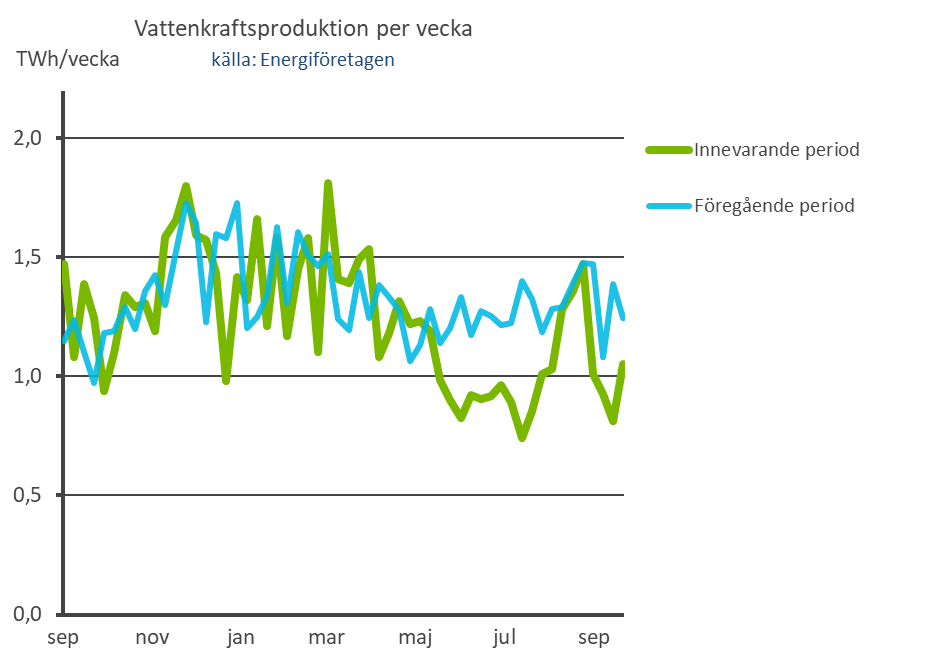 Vattenkraftsproduktion per vecka
TWh/vecka
källa: Energiföretagen
2,0
1,5
1,0
0,5
0,0
sep nov jan mar maj jul sep
Innevarande period
Föregående period